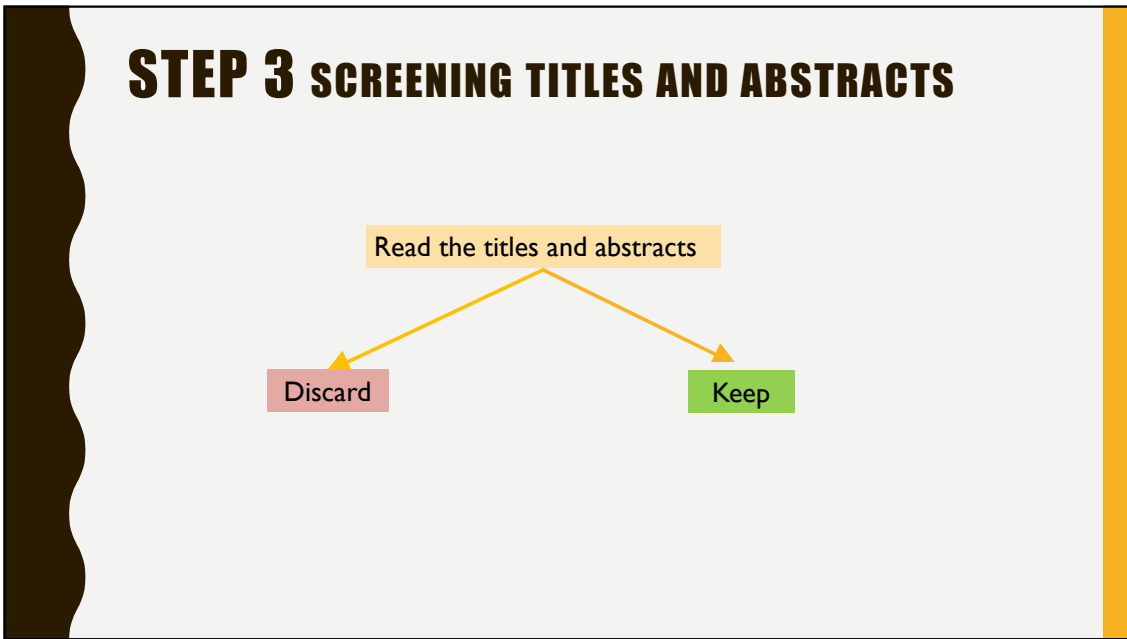 STEP 3 SCREENING TITLES AND ABSTRACTS
Read the titles and abstracts
Discard
Keep